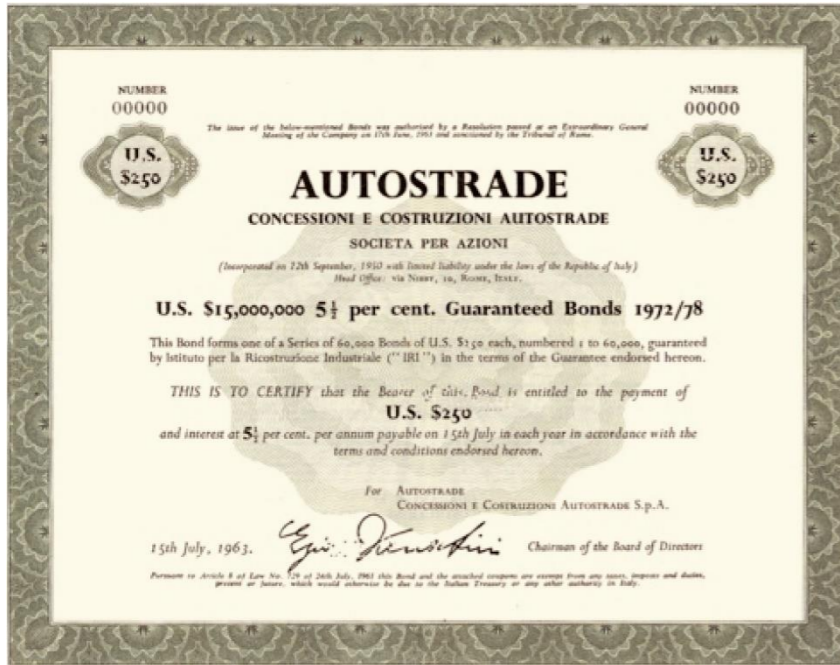 NUMBER
00000
NUMBER
00000
U.S.
$250
U.S.
$250
The issue of the below-mentioned Bonds was authorised by a Resolution passed at an Extraordinary General
Meeting of the Company on 17th June, 1963 and sanctioned by the Tribunal of Rome.
AUTOSTRADE
CONCESSIONI E COSTRUZIONI AUTOSTRADE
SOCIETA PER AZIONI
(Incorporated on 12th September, 1950 with limited liability under the laws of the Republic of Italy)
Head Office: via Nibby, 10, Rome, Italy.
U.S. $15,000,000 5½ per cent. Guaranteed Bonds 1972/78
This Bond forms one of a Series of 60,000 Bonds of U.S. $250 each, numbered 1 to 60,000, guaranteed
by Istituto per la Ricostruzione Industriale ("IRI") in the terms of the Guarantee endorsed hereon.
THIS IS TO CERTIFY that the Bearer of this Bond is entitled to the payment of
U.S. $250
and interest at 5½ per cent. per annum payable on 15th July in each year in accordance with the
terms and conditions endorsed hereon.
For AUTOSTRADE
CONCESSIONI E COSTRUZIONI AUTOSTRADE S.p.A.
15th July, 1963.
Chairman of the Board of Directors
Pursuant to Article 8 of Law No. 729 of 24th July, 1961 this Bond and the attached coupons are exempt from any taxes, imposts and duties,
present or future, which would otherwise be due to the Italian Treasury or any other authority in Italy.